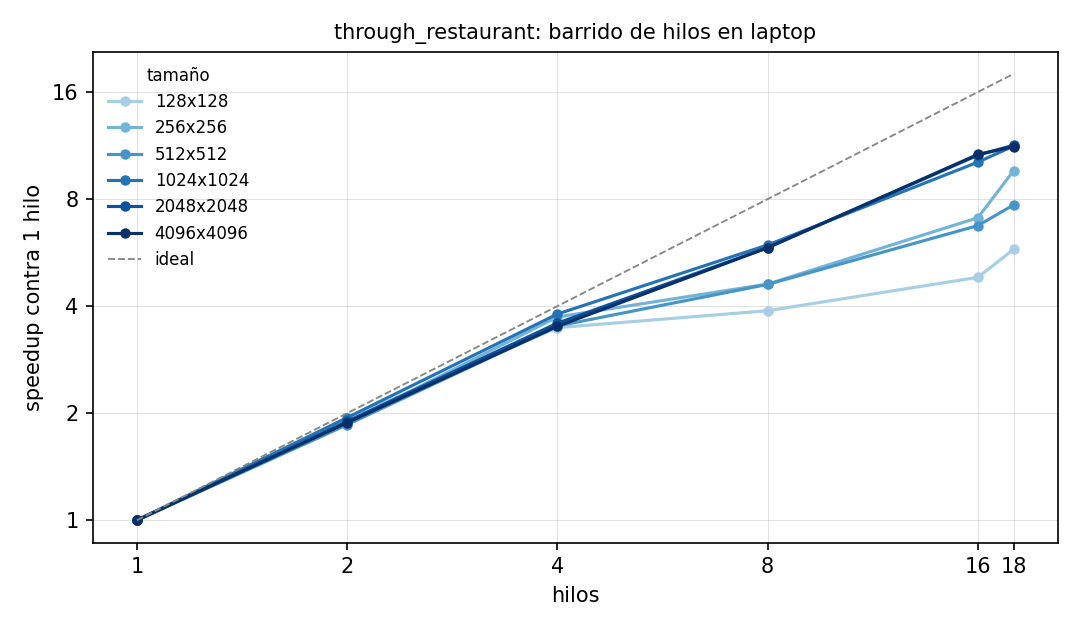 through_restaurant: barrido de hilos en laptop
tamaño
128x128
256x256
512x512
1024x1024
2048x2048
4096x4096
ideal
speedup contra 1 hilo
16
8
4
2
1
1 2 4 8 16 18
hilos